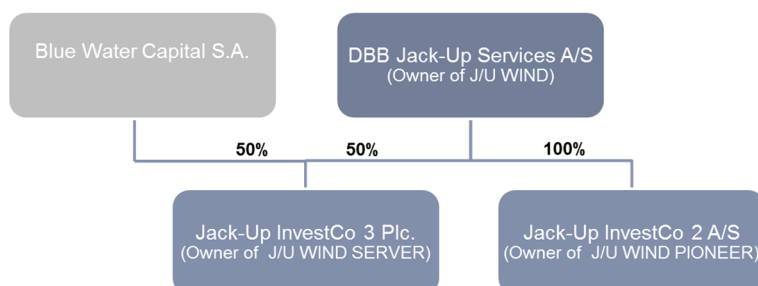 Blue Water Capital S.A.
DBB Jack-Up Services A/S
(Owner of J/U WIND)
50%
50%
100%
Jack-Up InvestCo 3 Plc.
(Owner of J/U WIND SERVER)
Jack-Up InvestCo 2 A/S
(Owner of J/U WIND PIONEER)